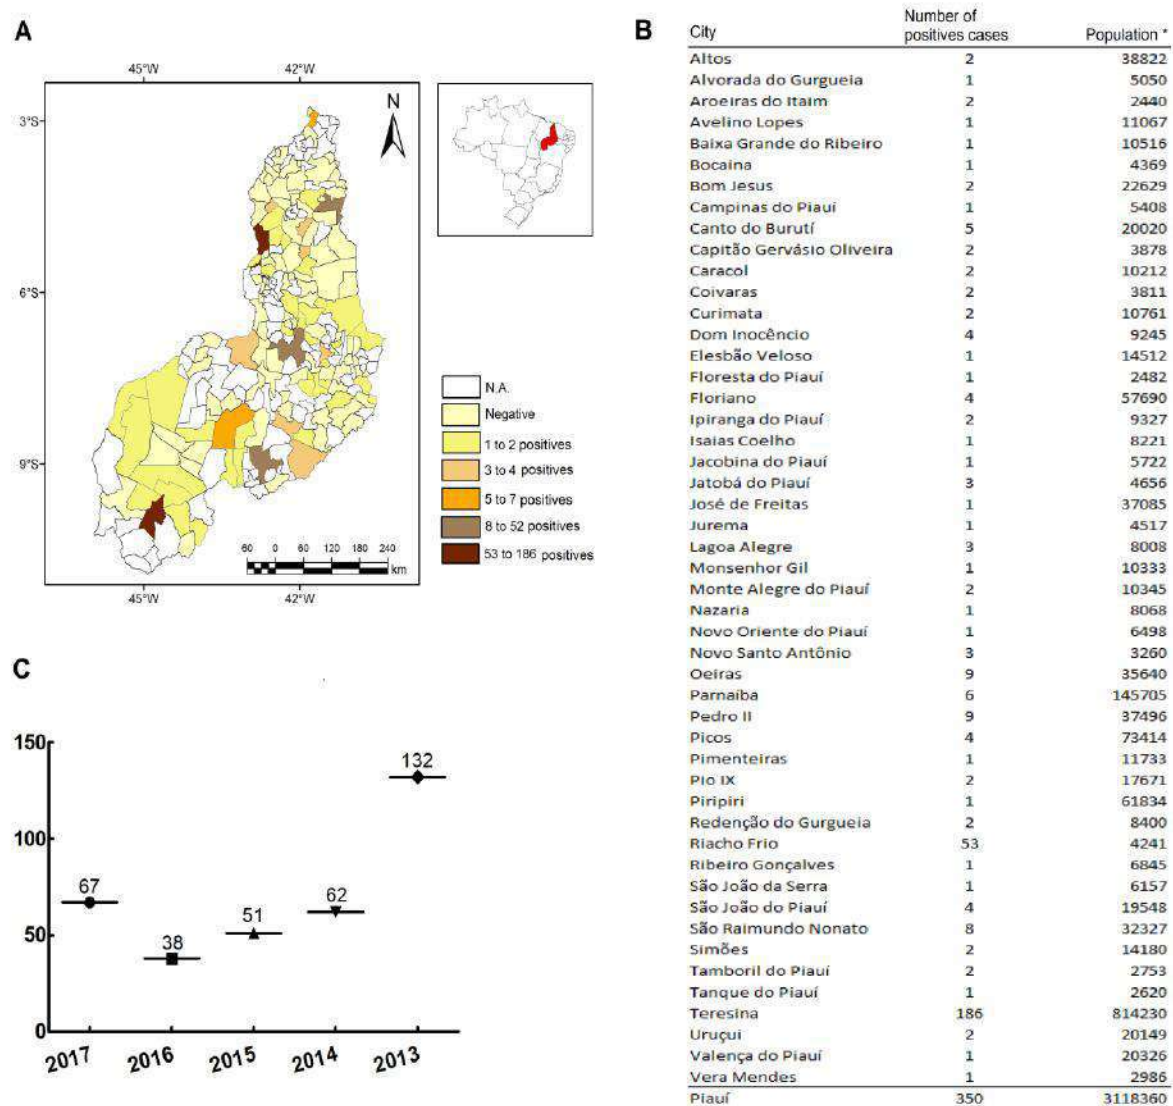 A
45°W
42°W
3°S
6°S
9°S
N
N.A.
Negative
1 to 2 positives
3 to 4 positives
5 to 7 positives
8 to 52 positives
53 to 186 positives
60 0 60 120 180 240
km
45°W
42°W
B
City Number of positives cases Population *
Altos 2 38822
Alvorada do Gurgueia 1 5050
Aroeiras do Itaim 2 2440
Avelino Lopes 1 11067
Baixa Grande do Ribeiro 1 10516
Bocaina 1 4369
Bom Jesus 2 22629
Campinas do Piauí 1 5408
Canto do Burutí 5 20020
Capitão Gervásio Oliveira 2 3878
Caracol 2 10212
Coivaras 2 3811
Curimata 2 10761
Dom Inocêncio 4 9245
Elesbão Veloso 1 14512
Floresta do Piauí 1 2482
Floriano 4 57690
Ipiranga do Piauí 2 9327
Isaias Coelho 1 8221
Jacobina do Piauí 1 5722
Jatobá do Piauí 3 4656
José de Freitas 1 37085
Jurema 1 4517
Lagoa Alegre 3 8008
Monsenhor Gil 1 10333
Monte Alegre do Piauí 2 10345
Nazaria 1 8068
Novo Oriente do Piauí 1 6498
Novo Santo Antônio 3 3260
Oeiras 9 35640
Parnaíba 6 145705
Pedro II 9 37496
Picos 4 73414
Pimenteiras 1 11733
Pio IX 2 17671
Piripiri 1 61834
Redenção do Gurgueia 2 8400
Riacho Frio 53 4241
Ribeiro Gonçalves 1 6845
São João da Serra 1 6157
São João do Piauí 4 19548
São Raimundo Nonato 8 32327
Simões 2 14180
Tamboril do Piauí 2 2753
Tanque do Piauí 1 2620
Teresina 186 814230
Uruçui 2 20149
Valença do Piauí 1 20326
Vera Mendes 1 2986
Piauí 350 3118360
C
150
100
50
0
67
38
51
62
132
2017 2016 2015 2014 2013